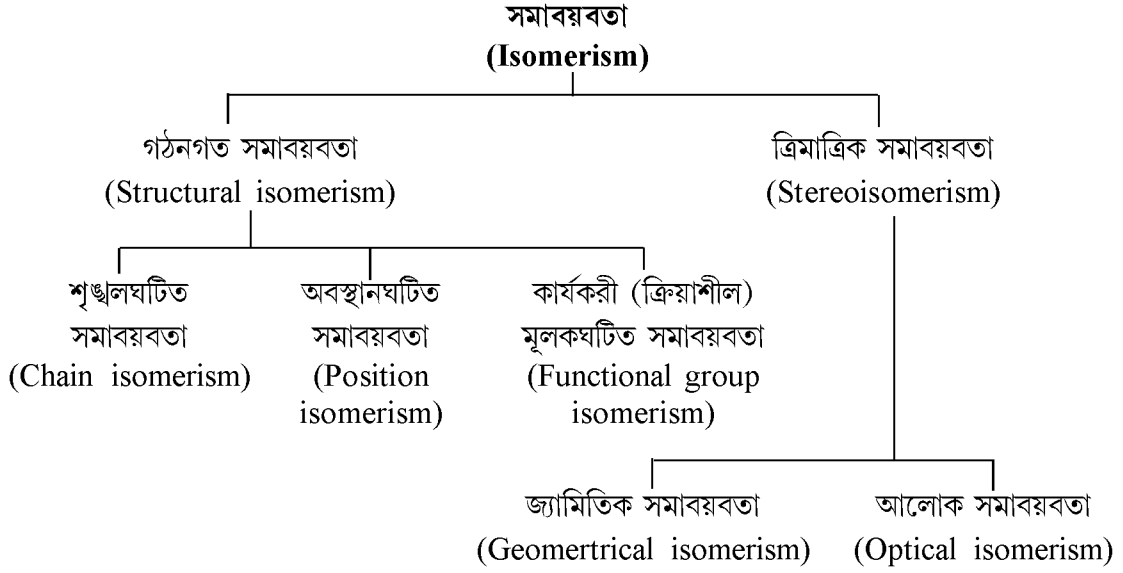 সমাবয়বতা
(Isomerism)
গঠনগত সমাবয়বতা
(Structural isomerism)
ত্রিমাত্রিক সমাবয়বতা
(Stereoisomerism)
শৃঙ্খলঘটিত
সমাবয়বতা
(Chain isomerism)
অবস্থানঘটিত
সমাবয়বতা
(Position
isomerism)
কার্যকরী (ক্রিয়াশীল)
মূলকঘটিত সমাবয়বতা
(Functional group
isomerism)
জ্যামিতিক সমাবয়বতা
(Geomertrical isomerism)
আলোক সমাবয়বতা
(Optical isomerism)